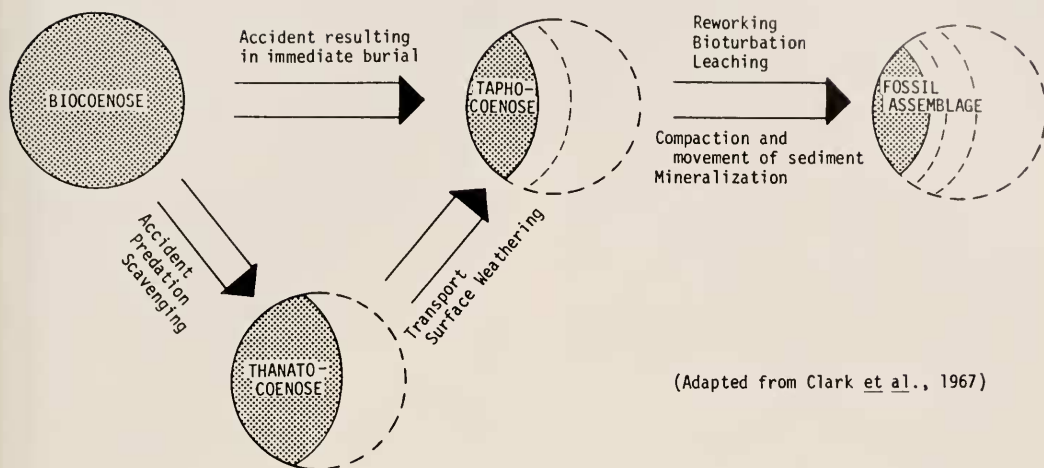 BIOCOENOSE
Accident resulting
in immediate burial
TAPHO-
COENOSE
Reworking
Bioturbation
Leaching
Compaction and
movement of sediment
Mineralization
FOSSIL
ASSEMBLAGE
Accident
Predation
Scavenging
THANATO-
COENOSE
Transport
Surface Weathering
(Adapted from Clark et al., 1967)